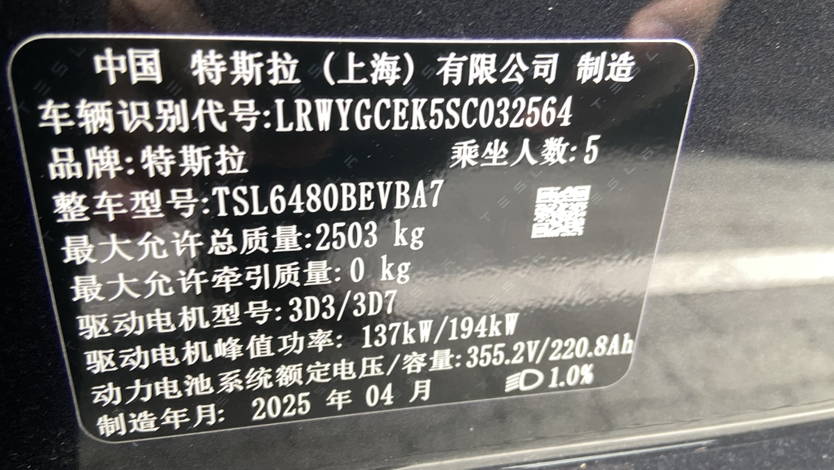 中国 特斯拉 (上海) 有限公司 制造
车辆识别代号:LRWYGCEK5SC032564
品牌:特斯拉 乘坐人数:5
整车型号:TSL6480BEVBA7
最大允许总质量:2503 kg
最大允许牵引质量:0 kg
驱动电机型号:3D3/3D7
驱动电机峰值功率: 137kW/194kW
动力电池系统额定电压/容量:355.2V/220.8Ah
制造年月: 2025 年 04 月 1.0%